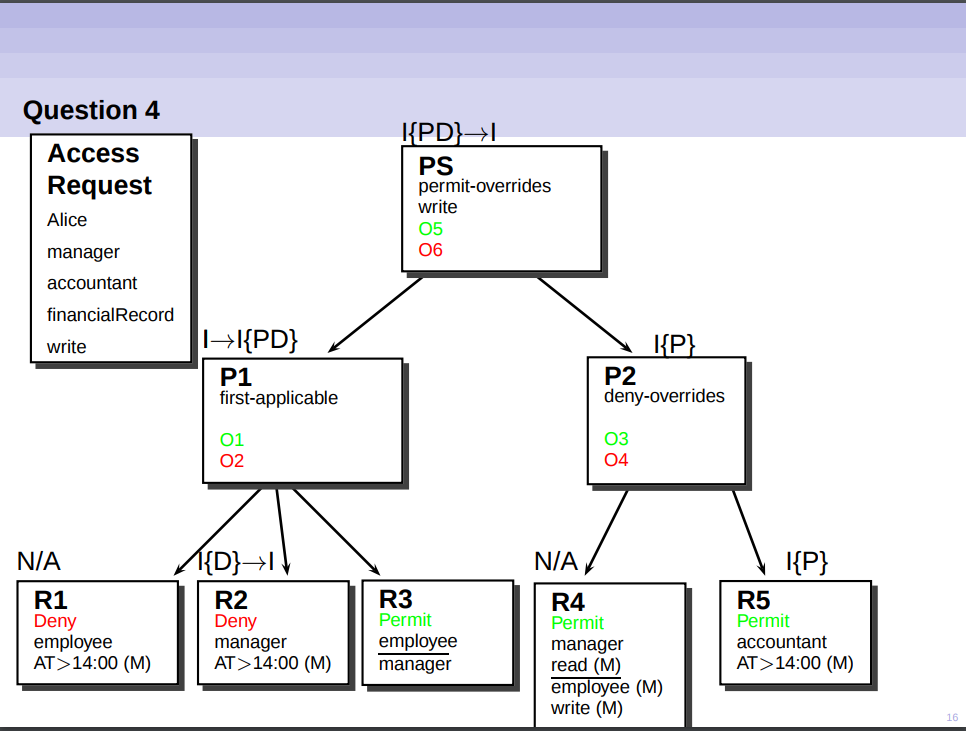 Question 4
Access
Request
Alice
manager
accountant
financialRecord
write
I{PD}→I
PS
permit-overrides
write
O5
O6
I→I{PD}
P1
first-applicable
O1
O2
I{P}
P2
deny-overrides
O3
O4
N/A
R1
Deny
employee
AT>14:00 (M)
I{D}→I
R2
Deny
manager
AT>14:00 (M)
R3
Permit
employee
manager
N/A
R4
Permit
manager
read (M)
employee (M)
write (M)
I{P}
R5
Permit
accountant
AT>14:00 (M)
16